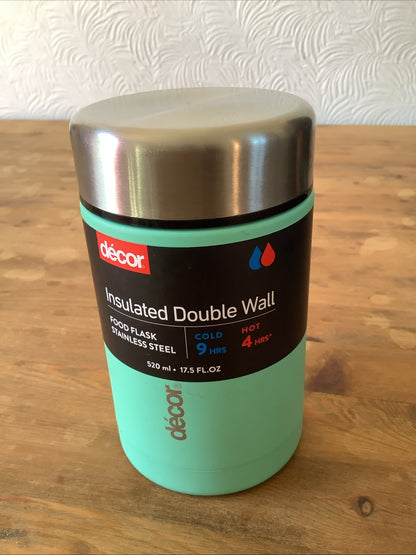 décor
Insulated Double Wall
FOOD FLASK
STAINLESS STEEL
COLD
9 HRS
HOT
4 HRS*
520 ml • 17.5 FL.OZ
décor®